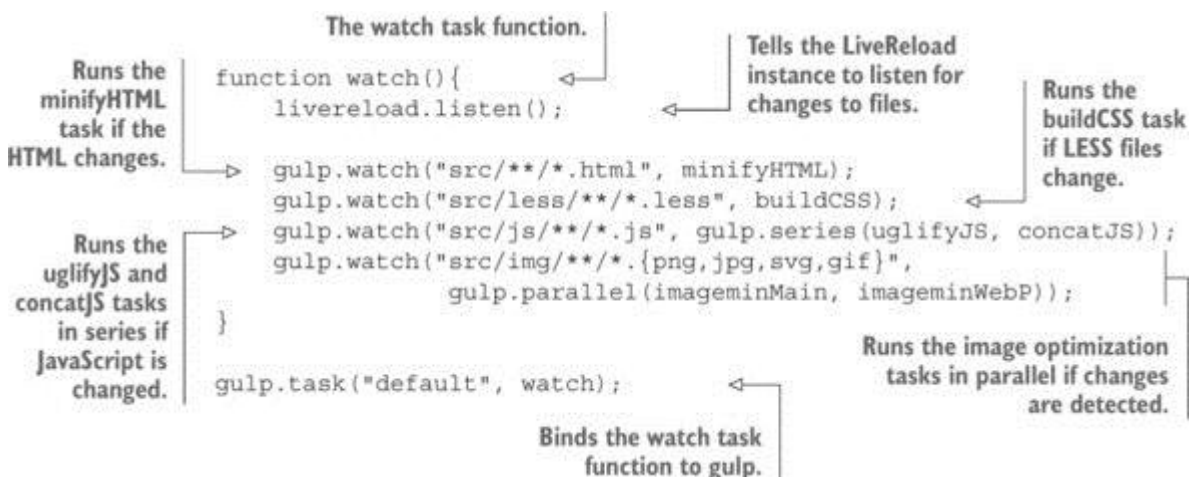 The watch task function.
Tells the LiveReload
instance to listen for
changes to files.
Runs the
minifyHTML
task if the
HTML changes.
Runs the
buildCSS task
if LESS files
change.
function watch(){
    livereload.listen();
    gulp.watch("src/**/*.html", minifyHTML);
    gulp.watch("src/less/**/*.less", buildCSS);
    gulp.watch("src/js/**/*.js", gulp.series(uglifyJS, concatJS));
    gulp.watch("src/img/**/*.{png,jpg,svg,gif}",
                gulp.parallel(imageminMain, imageminWebP));
}
gulp.task("default", watch);
Runs the
uglifyJS and
concatJS tasks
in series if
JavaScript is
changed.
Runs the image optimization
tasks in parallel if changes
are detected.
Binds the watch task
function to gulp.